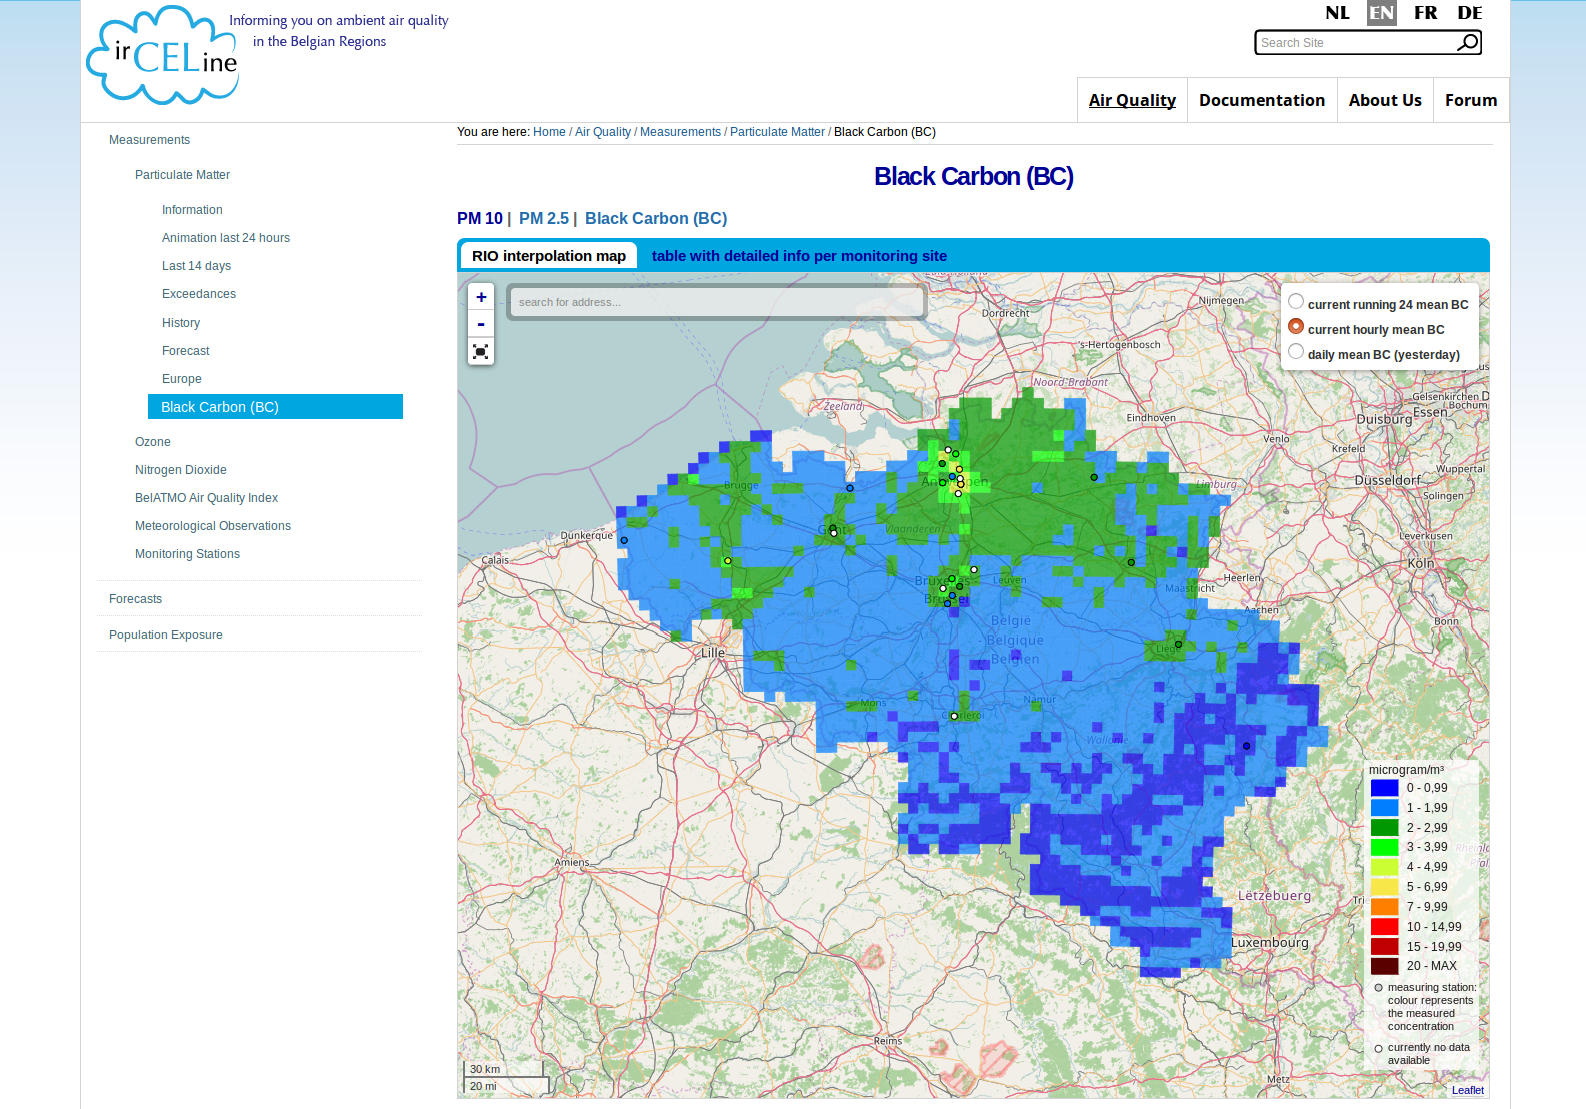 irCELine
Informing you on ambient air quality
in the Belgian Regions
NL EN FR DE
Search Site
Air Quality
Documentation
About Us
Forum
Measurements
Particulate Matter
Information
Animation last 24 hours
Last 14 days
Exceedances
History
Forecast
Europe
Black Carbon (BC)
Ozone
Nitrogen Dioxide
BelATMO Air Quality Index
Meteorological Observations
Monitoring Stations
Forecasts
Population Exposure
You are here: Home / Air Quality / Measurements / Particulate Matter / Black Carbon (BC)
Black Carbon (BC)
PM 10 | PM 2.5 | Black Carbon (BC)
RIO interpolation map
table with detailed info per monitoring site
+
-
search for address...
current running 24 mean BC
current hourly mean BC
daily mean BC (yesterday)
Zuid-Holland
Nijmegen
Dordrecht
's-Hertogenbosch
Noord-Brabant
Zeeland
Eindhoven
Gelsenkirchen
Bochum
Essen
Duisburg
Venlo
Krefeld
Wuppertal
Düsseldorf
Solingen
Limburg
Brugge
Antwerpen
Gent
Vlaanderen
Dunkerque
Calais
Leverkusen
Köln
Heerlen
Bruxelles -
Brussel
Leuven
Maastricht
Aachen
Bonn
België
- Belgique
- Belgien
Lille
Liège
Mons
Charleroi
Namur
Wallonie
Amiens
Lëtzebuerg
Luxembourg
Reims
Metz
microgram/m³
0 - 0,99
1 - 1,99
2 - 2,99
3 - 3,99
4 - 4,99
5 - 6,99
7 - 9,99
10 - 14,99
15 - 19,99
20 - MAX
measuring station:
colour represents
the measured
concentration
currently no data
available
30 km
20 mi
Leaflet